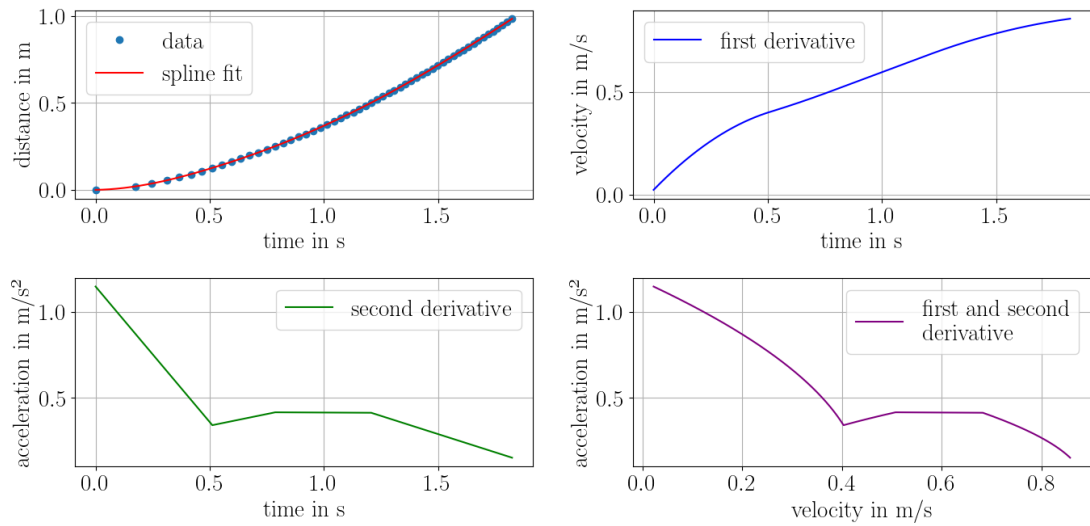 distance in m
1.0
0.5
0.0
data
spline fit
0.0 0.5 1.0 1.5
time in s
velocity in m/s
0.5
0.0
first derivative
0.0 0.5 1.0 1.5
time in s
acceleration in m/s²
1.0
0.5
second derivative
0.0 0.5 1.0 1.5
time in s
acceleration in m/s²
1.0
0.5
first and second
derivative
0.0 0.2 0.4 0.6 0.8
velocity in m/s